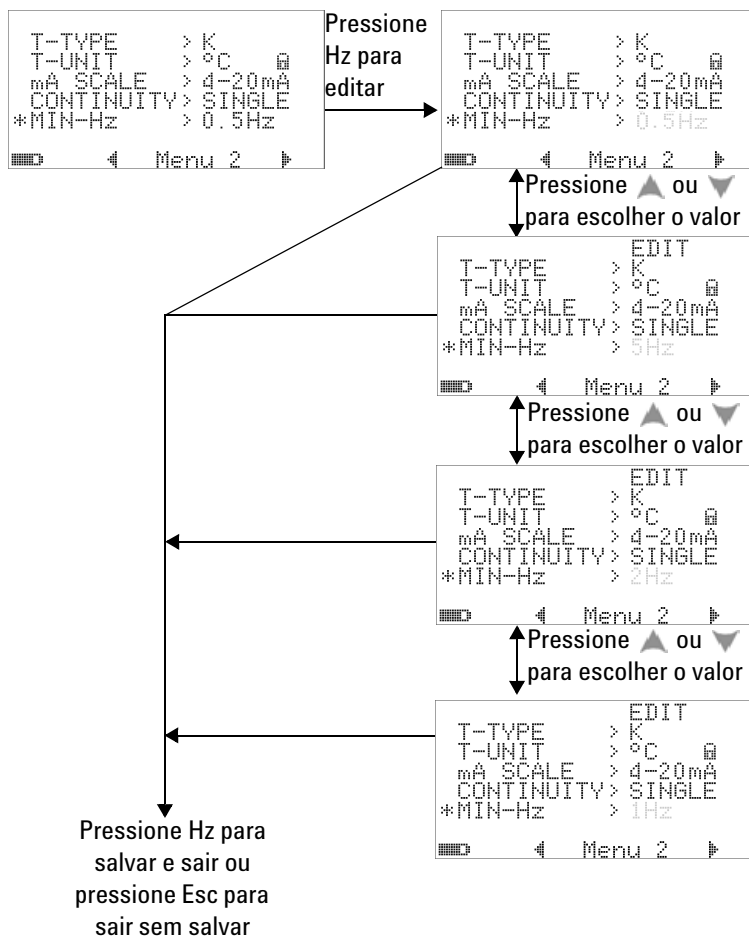 T-TYPE > K
T-UNIT > °C
mA SCALE > 4-20mA
CONTINUITY> SINGLE
*MIN-Hz > 0.5Hz
Menu 2
Pressione
Hz para
editar
T-TYPE > K
T-UNIT > °C
mA SCALE > 4-20mA
CONTINUITY> SINGLE
*MIN-Hz > 0.5Hz
Menu 2
Pressione ou
para escolher o valor
EDIT
T-TYPE > K
T-UNIT > °C
mA SCALE > 4-20mA
CONTINUITY> SINGLE
*MIN-Hz > 5Hz
Menu 2
Pressione ou
para escolher o valor
EDIT
T-TYPE > K
T-UNIT > °C
mA SCALE > 4-20mA
CONTINUITY> SINGLE
*MIN-Hz > 2Hz
Menu 2
Pressione ou
para escolher o valor
EDIT
T-TYPE > K
T-UNIT > °C
mA SCALE > 4-20mA
CONTINUITY> SINGLE
*MIN-Hz > 1Hz
Menu 2
Pressione Hz para
salvar e sair ou
pressione Esc para
sair sem salvar